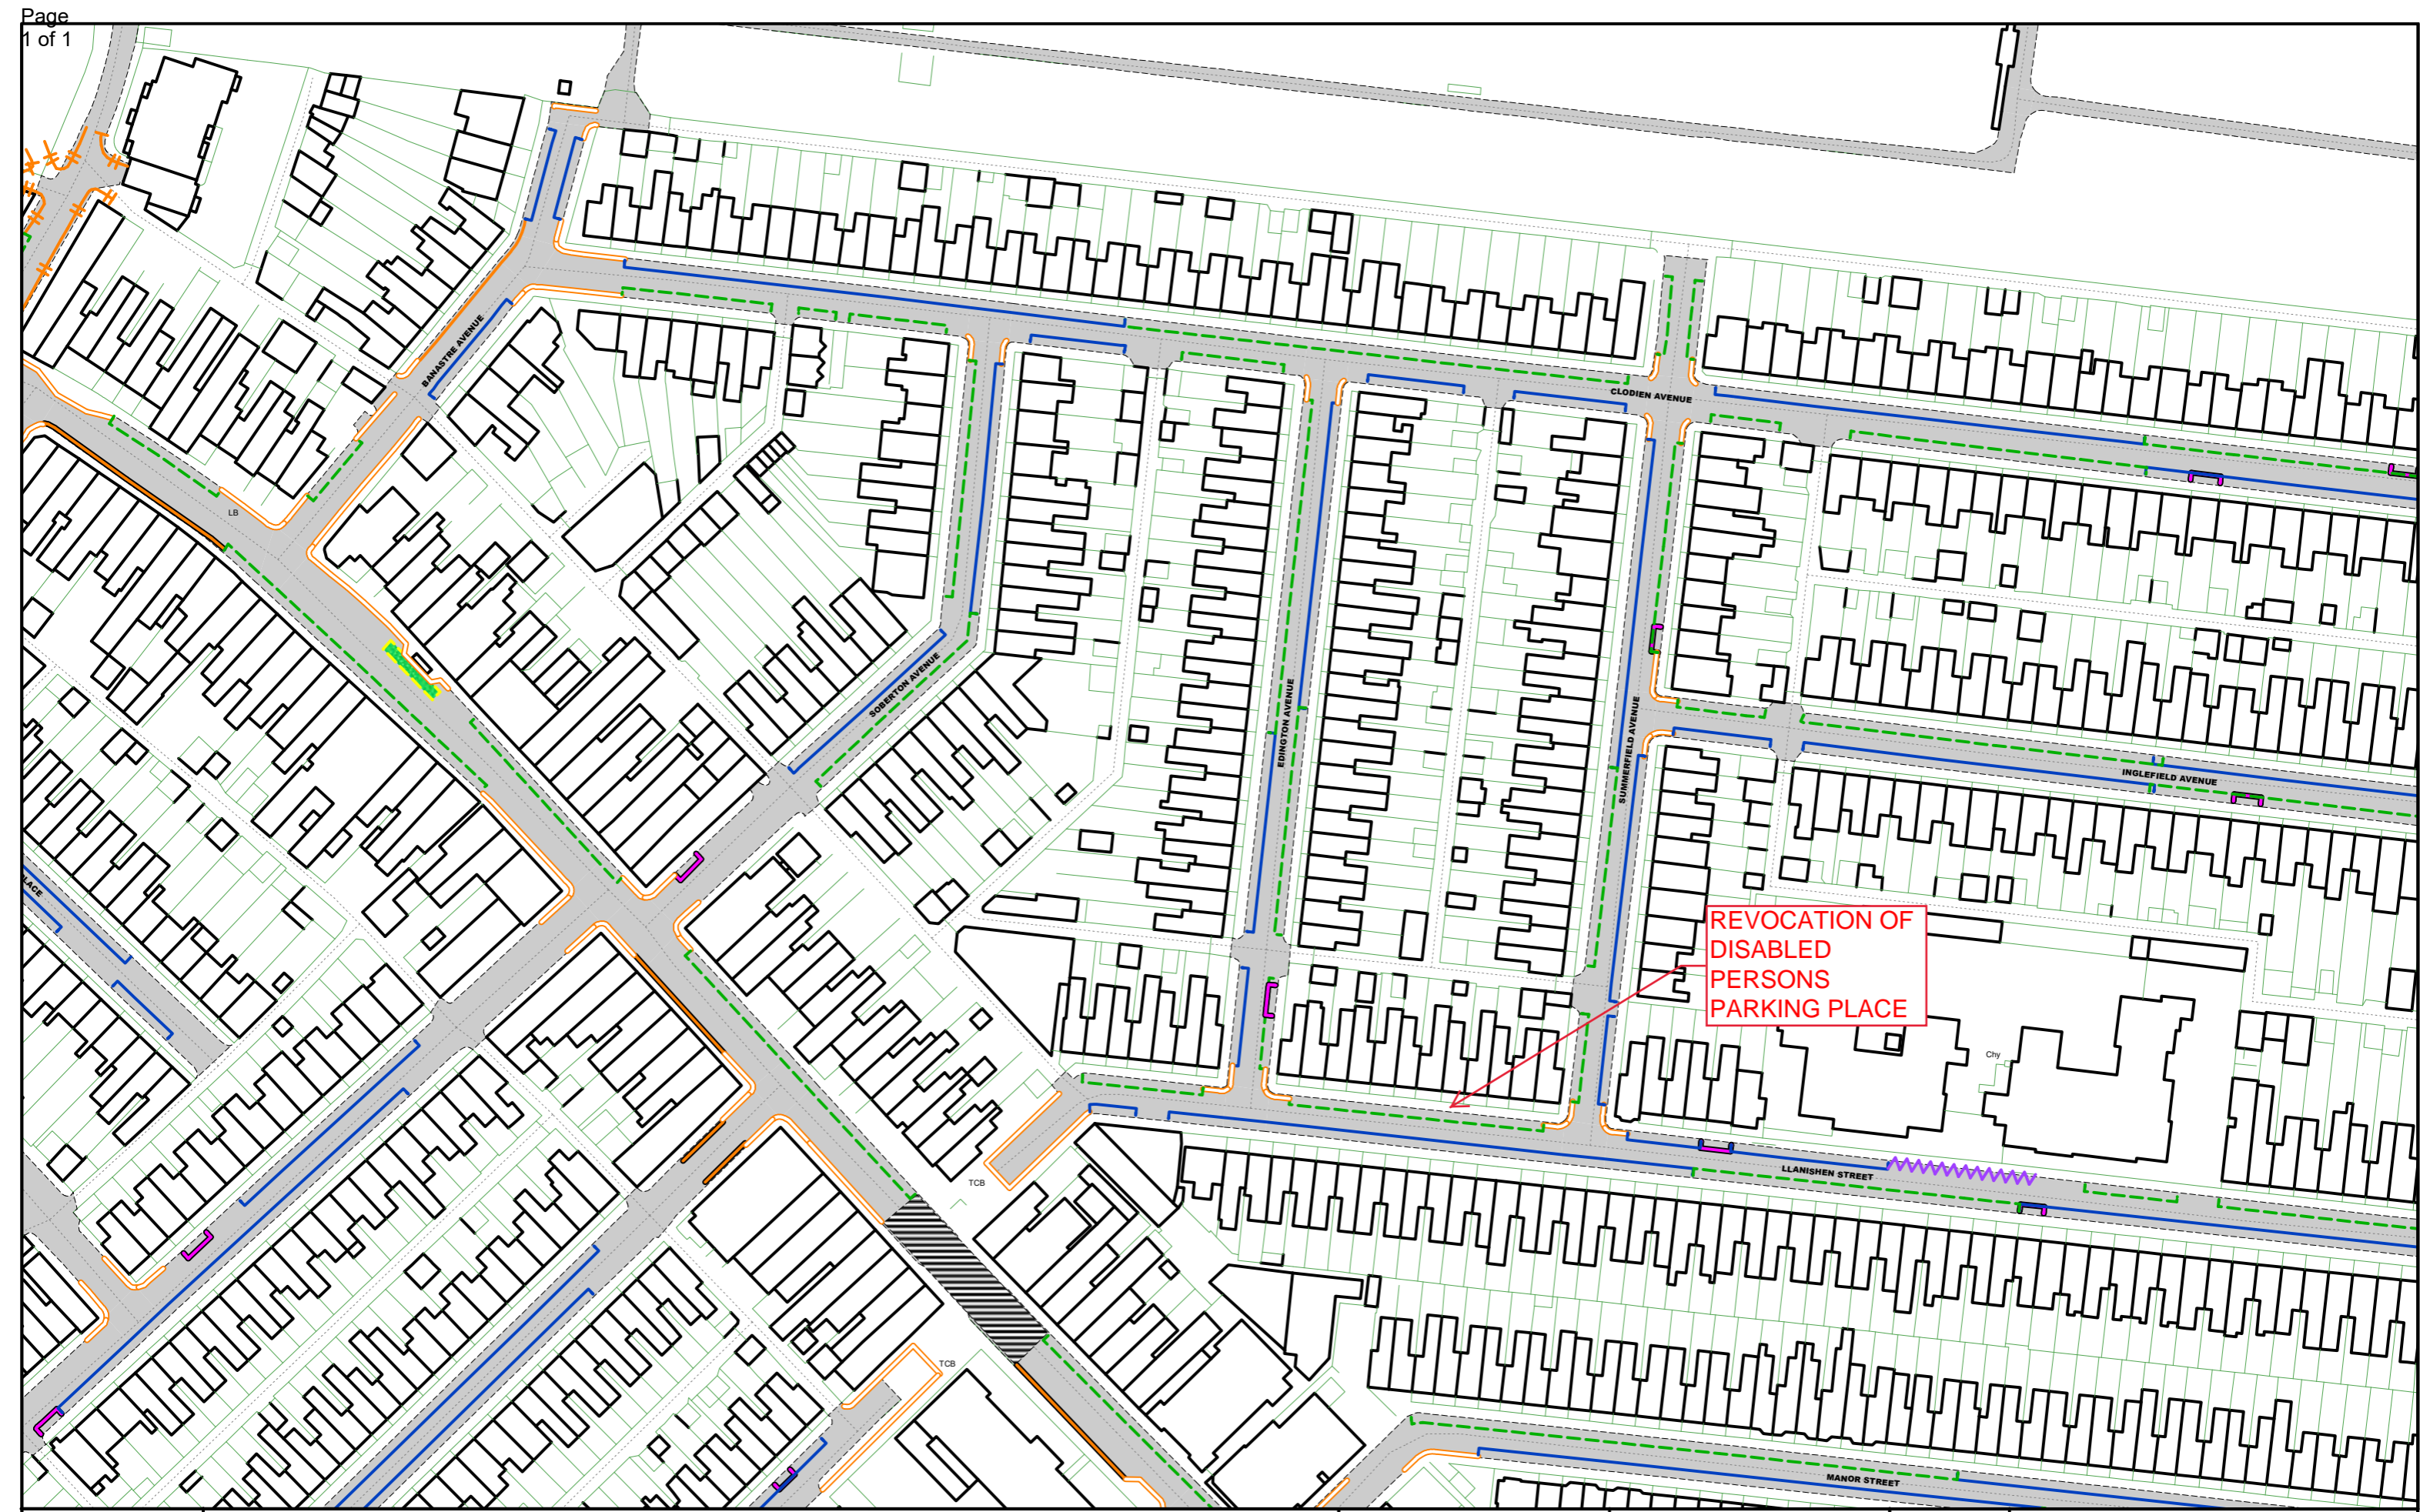 Page
1 of 1
BANASTRE AVENUE
CLODIEN AVENUE
LB
SOBERTON AVENUE
EDINGTON AVENUE
SUMMERFIELD AVENUE
INGLEFIELD AVENUE
LACE
REVOCATION OF
DISABLED
PERSONS
PARKING PLACE
Chy
LLANISHEN STREET
TCB
TCB
MANOR STREET